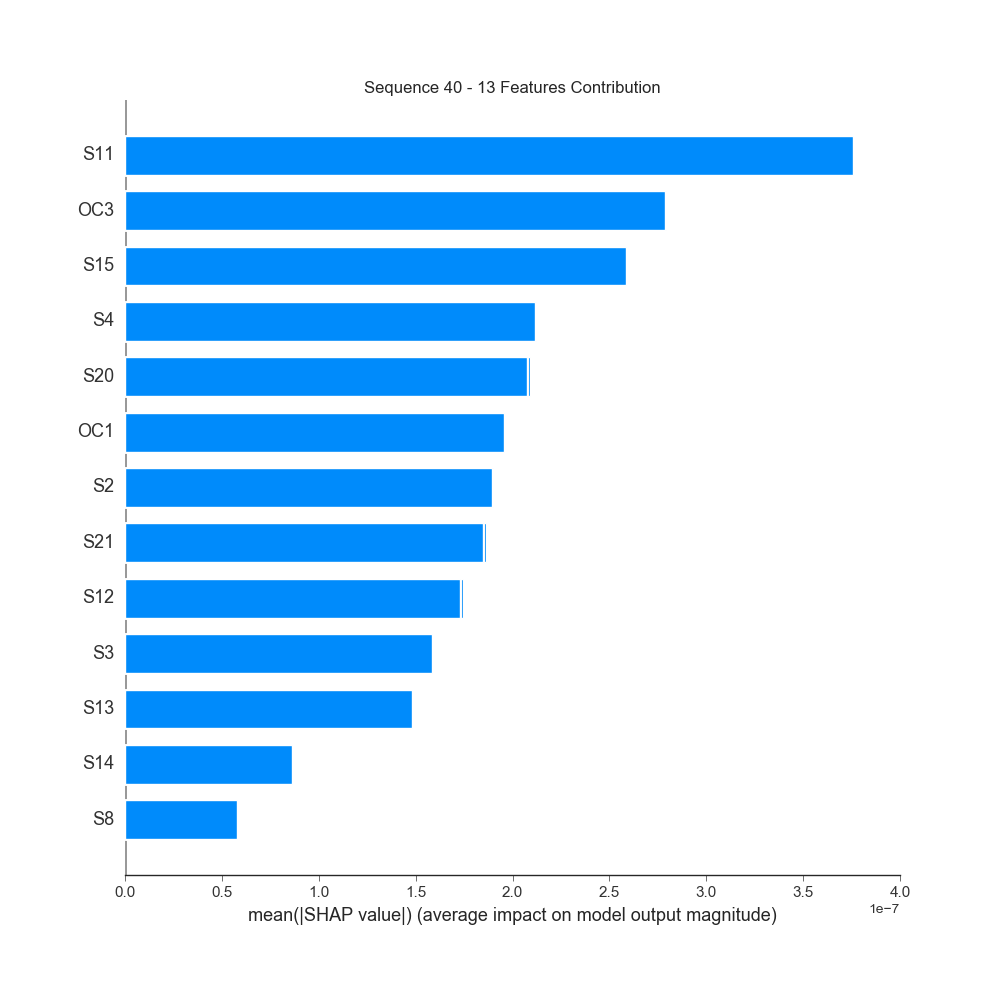 Sequence 40 - 13 Features Contribution
S11
OC3
S15
S4
S20
OC1
S2
S21
S12
S3
S13
S14
S8
0.0 0.5 1.0 1.5 2.0 2.5 3.0 3.5 4.0
1e−7
mean(|SHAP value|) (average impact on model output magnitude)